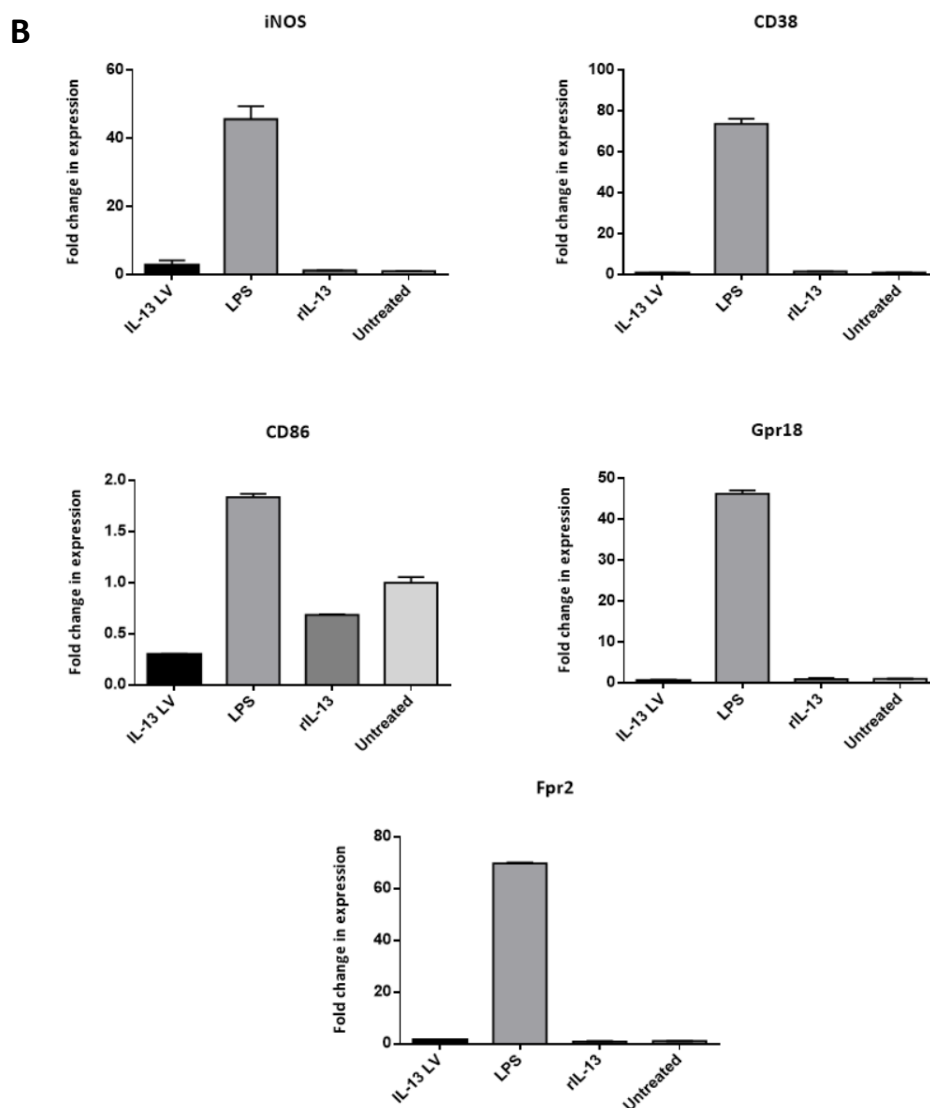 B
iNOS
Fold change in expression
60
40
20
0
IL-13 LV
LPS
rIL-13
Untreated
CD38
Fold change in expression
100
80
60
40
20
0
IL-13 LV
LPS
rIL-13
Untreated
CD86
Fold change in expression
2.0
1.5
1.0
0.5
0.0
IL-13 LV
LPS
rIL-13
Untreated
Gpr18
Fold change in expression
50
40
30
20
10
0
IL-13 LV
LPS
rIL-13
Untreated
Fpr2
Fold change in expression
80
60
40
20
0
IL-13 LV
LPS
rIL-13
Untreated